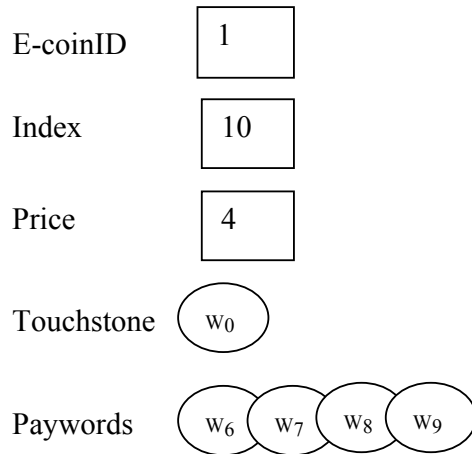 E-coinID 1
Index 10
Price 4
Touchstone w0
Paywords w6 w7 w8 w9